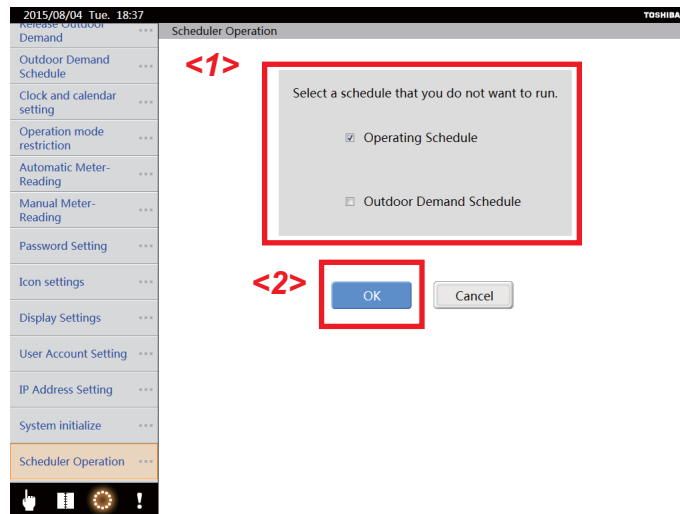 2015/08/04 Tue. 18:37
TOSHIBA
Release Outdoor
Demand
Scheduler Operation
Outdoor Demand
Schedule
Clock and calendar
setting
Operation mode
restriction
Automatic Meter-
Reading
Manual Meter-
Reading
Password Setting
Icon settings
Display Settings
User Account Setting
IP Address Setting
System initialize
Scheduler Operation
<1>
Select a schedule that you do not want to run.
Operating Schedule
Outdoor Demand Schedule
<2>
OK
Cancel